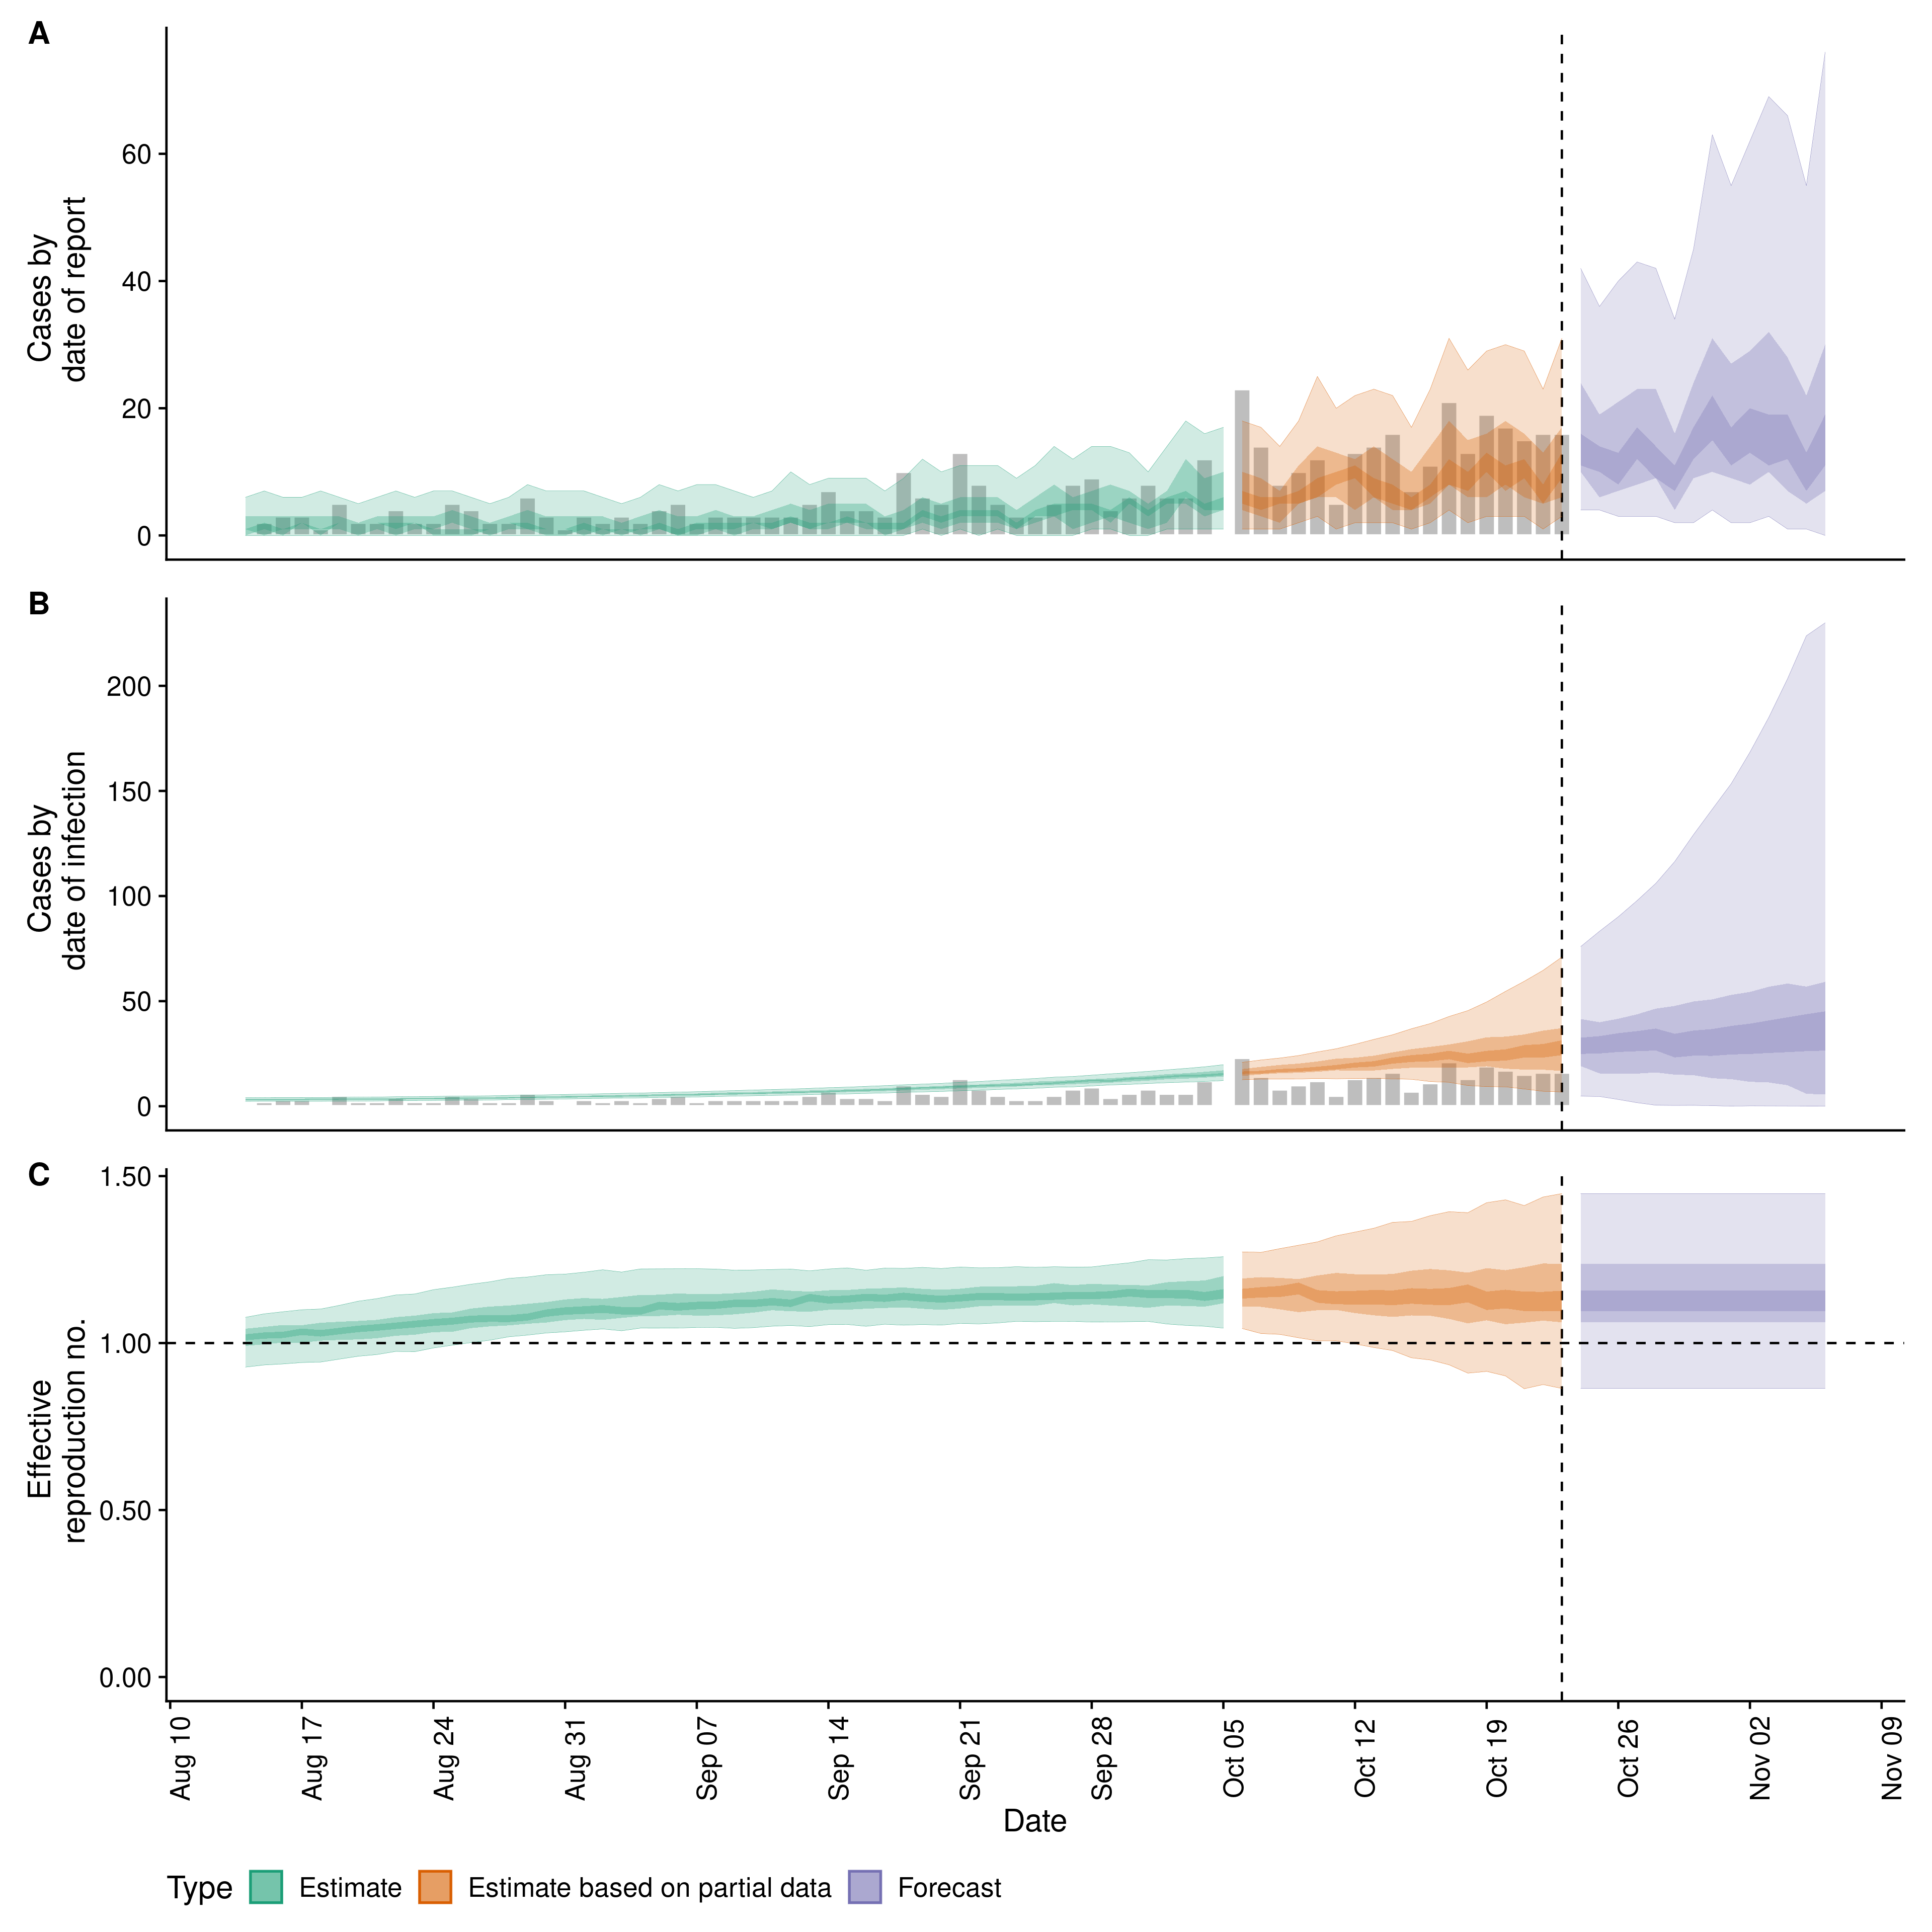 A
Cases by
date of report
60
40
20
0
B
Cases by
date of infection
200
150
100
50
0
C
Effective
reproduction no.
1.50
1.00
0.50
0.00
Aug 10
Aug 17
Aug 24
Aug 31
Sep 07
Sep 14
Sep 21
Sep 28
Oct 05
Oct 12
Oct 19
Oct 26
Nov 02
Nov 09
Date
Type Estimate Estimate based on partial data Forecast